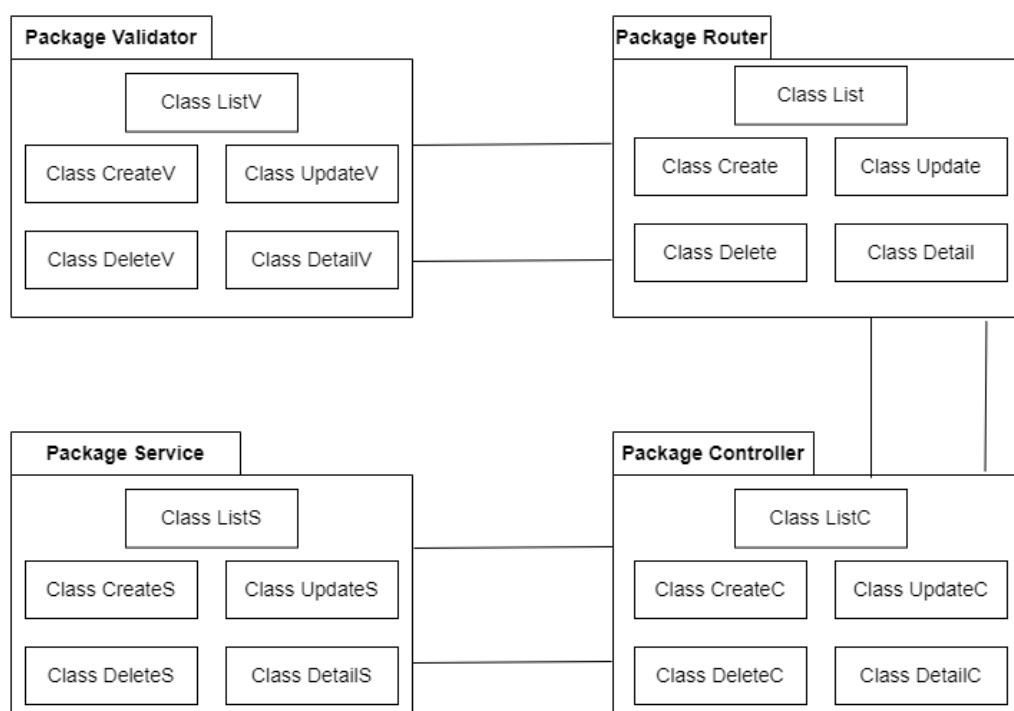 Package Validator
Class ListV
Class CreateV
Class UpdateV
Class DeleteV
Class DetailV
Package Router
Class List
Class Create
Class Update
Class Delete
Class Detail
Package Service
Class ListS
Class CreateS
Class UpdateS
Class DeleteS
Class DetailS
Package Controller
Class ListC
Class CreateC
Class UpdateC
Class DeleteC
Class DetailC